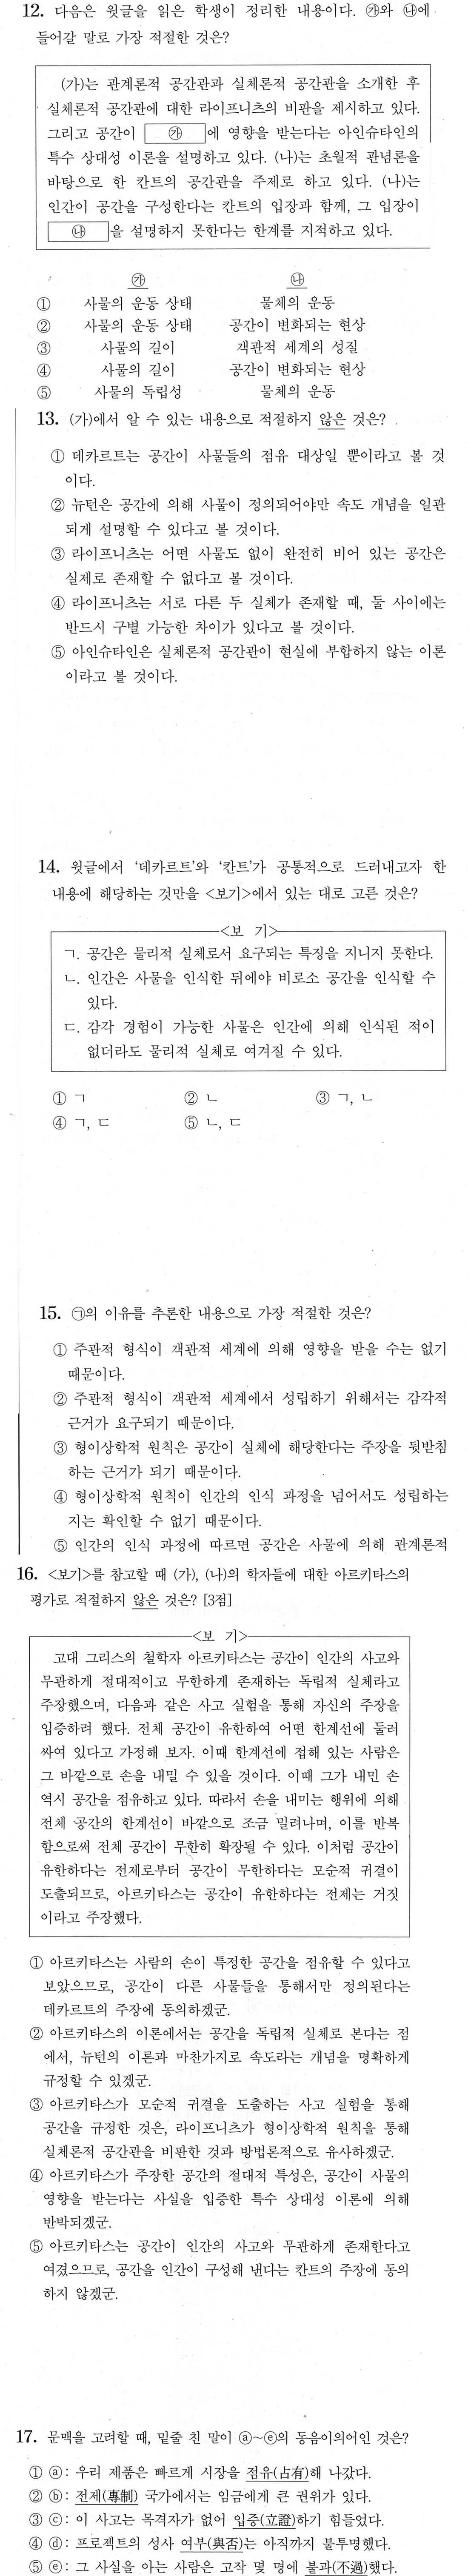 12. 다음은 윗글을 읽은 학생이 정리한 내용이다. ㉮와 ㉯에
들어갈 말로 가장 적절한 것은?
(가)는 관계론적 공간관과 실체론적 공간관을 소개한 후
실체론적 공간관에 대한 라이프니츠의 비판을 제시하고 있다.
그리고 공간이 ㉮ 에 영향을 받는다는 아인슈타인의
특수 상대성 이론을 설명하고 있다. (나)는 초월적 관념론을
바탕으로 한 칸트의 공간관을 주제로 하고 있다. (나)는
인간이 공간을 구성한다는 칸트의 입장과 함께, 그 입장이
㉯ 을 설명하지 못한다는 한계를 지적하고 있다.
㉮ ㉯
① 사물의 운동 상태 물체의 운동
② 사물의 운동 상태 공간이 변화되는 현상
③ 사물의 길이 객관적 세계의 성질
④ 사물의 길이 공간이 변화되는 현상
⑤ 사물의 독립성 물체의 운동
13. (가)에서 알 수 있는 내용으로 적절하지 않은 것은?
① 데카르트는 공간이 사물들의 점유 대상일 뿐이라고 볼 것
이다.
② 뉴턴은 공간에 의해 사물이 정의되어야만 속도 개념을 일관
되게 설명할 수 있다고 볼 것이다.
③ 라이프니츠는 어떤 사물도 없이 완전히 비어 있는 공간은
실제로 존재할 수 없다고 볼 것이다.
④ 라이프니츠는 서로 다른 두 실체가 존재할 때, 둘 사이에는
반드시 구별 가능한 차이가 있다고 볼 것이다.
⑤ 아인슈타인은 실체론적 공간관이 현실에 부합하지 않는 이론
이라고 볼 것이다.
14. 윗글에서 ‘데카르트’와 ‘칸트’가 공통적으로 드러내고자 한
내용에 해당하는 것만을 <보기>에서 있는 대로 고른 것은?
<보 기>
ㄱ. 공간은 물리적 실체로서 요구되는 특징을 지니지 못한다.
ㄴ. 인간은 사물을 인식한 뒤에야 비로소 공간을 인식할 수
있다.
ㄷ. 감각 경험이 가능한 사물은 인간에 의해 인식된 적이
없더라도 물리적 실체로 여겨질 수 있다.
① ㄱ ② ㄴ ③ ㄱ, ㄴ
④ ㄱ, ㄷ ⑤ ㄴ, ㄷ
15. ㉠의 이유를 추론한 내용으로 가장 적절한 것은?
① 주관적 형식이 객관적 세계에 의해 영향을 받을 수는 없기
때문이다.
② 주관적 형식이 객관적 세계에서 성립하기 위해서는 감각적
근거가 요구되기 때문이다.
③ 형이상학적 원칙은 공간이 실체에 해당한다는 주장을 뒷받침
하는 근거가 되기 때문이다.
④ 형이상학적 원칙이 인간의 인식 과정을 넘어서도 성립하는
지는 확인할 수 없기 때문이다.
⑤ 인간의 인식 과정에 따르면 공간은 사물에 의해 관계론적
16. <보기>를 참고할 때 (가), (나)의 학자들에 대한 아르키타스의
평가로 적절하지 않은 것은? [3점]
<보 기>
고대 그리스의 철학자 아르키타스는 공간이 인간의 사고와
무관하게 절대적이고 무한하게 존재하는 독립적 실체라고
주장했으며, 다음과 같은 사고 실험을 통해 자신의 주장을
입증하려 했다. 전체 공간이 유한하여 어떤 한계선에 둘러
싸여 있다고 가정해 보자. 이때 한계선에 접해 있는 사람은
그 바깥으로 손을 내밀 수 있을 것이다. 이때 그가 내민 손
역시 공간을 점유하고 있다. 따라서 손을 내미는 행위에 의해
전체 공간의 한계선이 바깥으로 조금 밀려나며, 이를 반복
함으로써 전체 공간이 무한히 확장될 수 있다. 이처럼 공간이
유한하다는 전제로부터 공간이 무한하다는 모순적 귀결이
도출되므로, 아르키타스는 공간이 유한하다는 전제는 거짓
이라고 주장했다.
① 아르키타스는 사람의 손이 특정한 공간을 점유할 수 있다고
보았으므로, 공간이 다른 사물들을 통해서만 정의된다는
데카르트의 주장에 동의하겠군.
② 아르키타스의 이론에서는 공간을 독립적 실체로 본다는 점
에서, 뉴턴의 이론과 마찬가지로 속도라는 개념을 명확하게
규정할 수 있겠군.
③ 아르키타스가 모순적 귀결을 도출하는 사고 실험을 통해
공간을 규정한 것은, 라이프니츠가 형이상학적 원칙을 통해
실체론적 공간관을 비판한 것과 방법론적으로 유사하겠군.
④ 아르키타스가 주장한 공간의 절대적 특성은, 공간이 사물의
영향을 받는다는 사실을 입증한 특수 상대성 이론에 의해
반박되겠군.
⑤ 아르키타스는 공간이 인간의 사고와 무관하게 존재한다고
여겼으므로, 공간을 인간이 구성해 낸다는 칸트의 주장에 동의
하지 않겠군.
17. 문맥을 고려할 때, 밑줄 친 말이 ⓐ~ⓔ의 동음이의어인 것은?
① ⓐ: 우리 제품은 빠르게 시장을 점유(占有)해 나갔다.
② ⓑ: 전제(專制) 국가에서는 임금에게 큰 권위가 있다.
③ ⓒ: 이 사고는 목격자가 없어 입증(立證)하기 힘들었다.
④ ⓓ: 프로젝트의 성사 여부(與否)는 아직까지 불투명했다.
⑤ ⓔ: 그 사실을 아는 사람은 고작 몇 명에 불과(不過)했다.